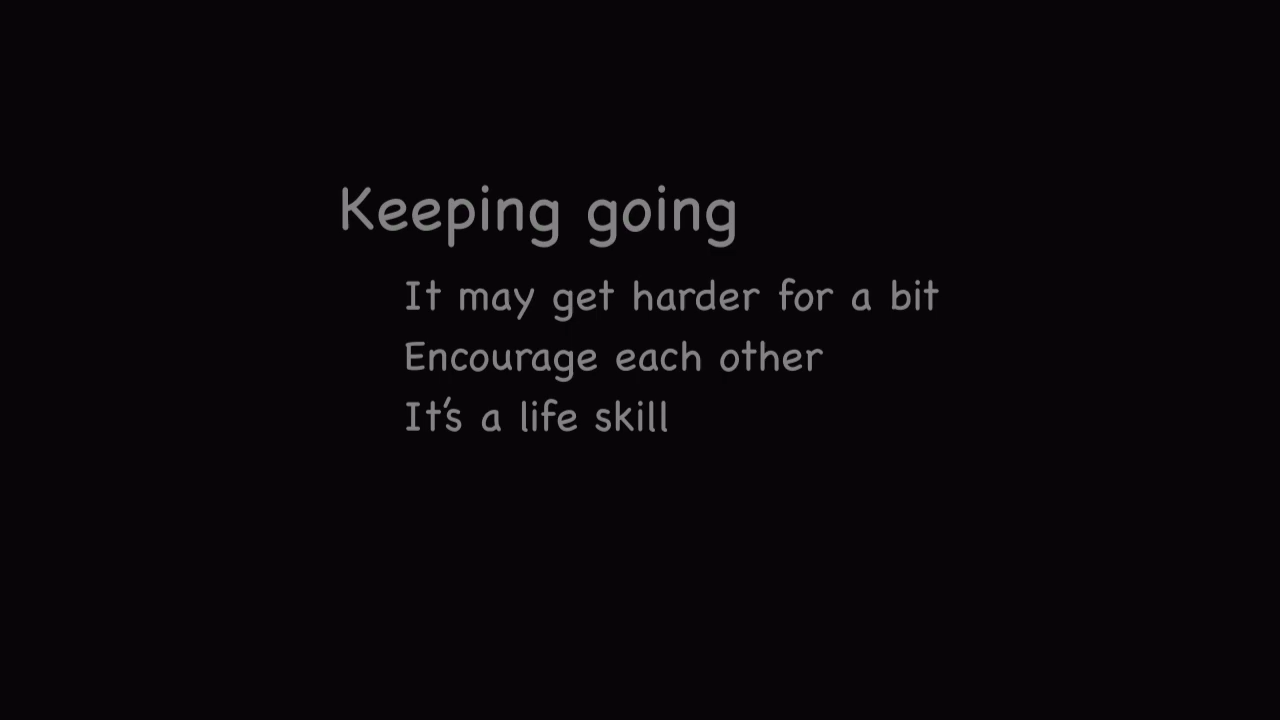 Keeping going
It may get harder for a bit
Encourage each other
It's a life skill